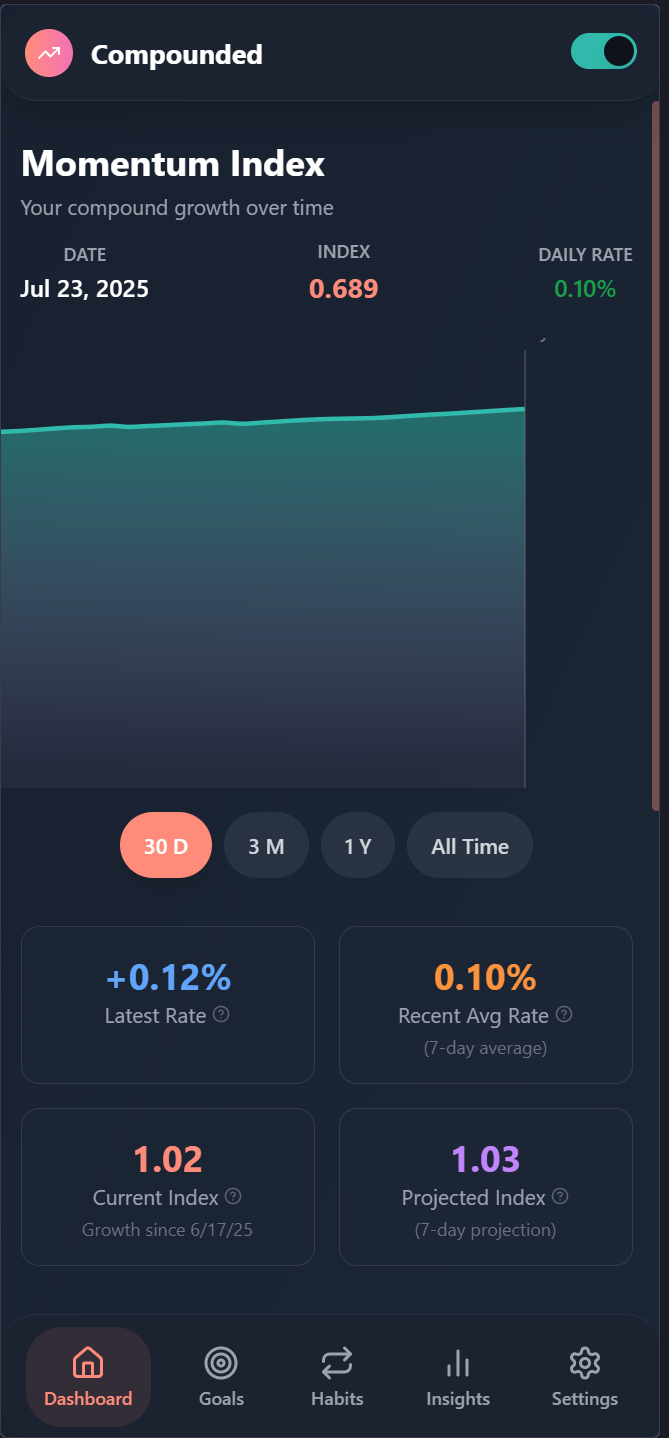 Compounded
Momentum Index
Your compound growth over time
DATE
INDEX
DAILY RATE
Jul 23, 2025
0.689
0.10%
30 D
3 M
1 Y
All Time
+0.12%
Latest Rate ?
0.10%
Recent Avg Rate ?
(7-day average)
1.02
Current Index ?
Growth since 6/17/25
1.03
Projected Index ?
(7-day projection)
Dashboard
Goals
Habits
Insights
Settings